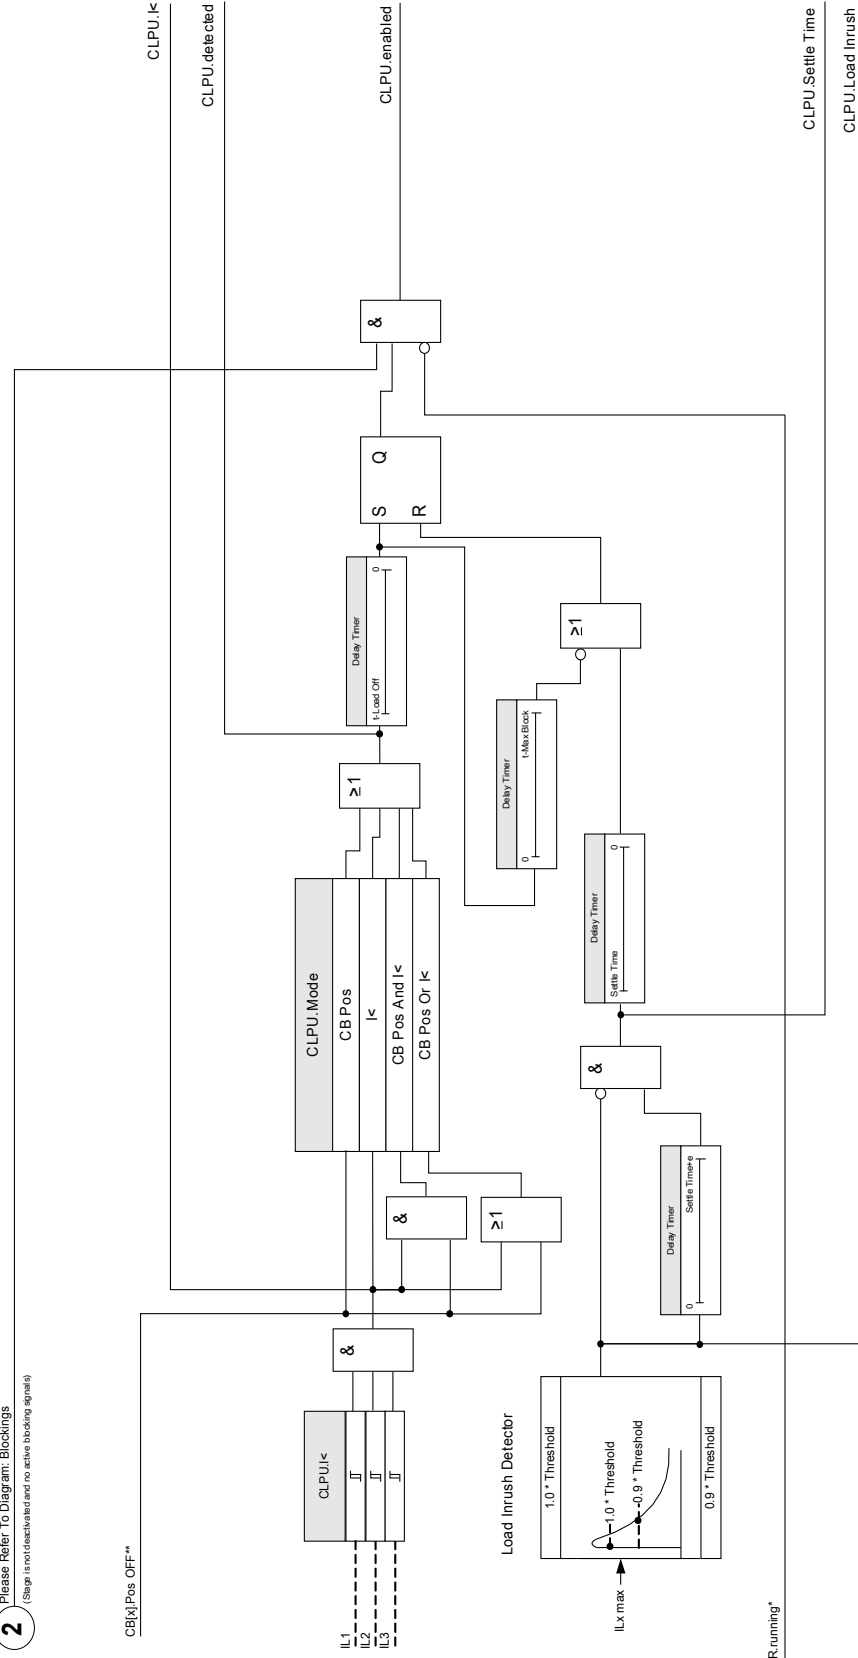 2
Please Refer To Diagram: Blockings
(Stage is not deactivated and no active blocking signals)
CB[x].Pos OFF**
IL1
IL2
IL3
CLPU.I<
&
&
≥1
CLPU.Mode
CB Pos
I<
CB Pos And I<
CB Pos Or I<
≥1
Delay Timer
t-Load Off
0
S
R
Q
&
CLPU.I<
CLPU.detected
CLPU.enabled
Delay Timer
0
t-Max Block
≥1
Load Inrush Detector
ILx max
1.0 * Threshold
1.0 * Threshold
0.9 * Threshold
0.9 * Threshold
Delay Timer
0
Settle Time+e
&
Delay Timer
Settle Time
0
CLPU.Settle Time
CLPU.Load Inrush
R.running*